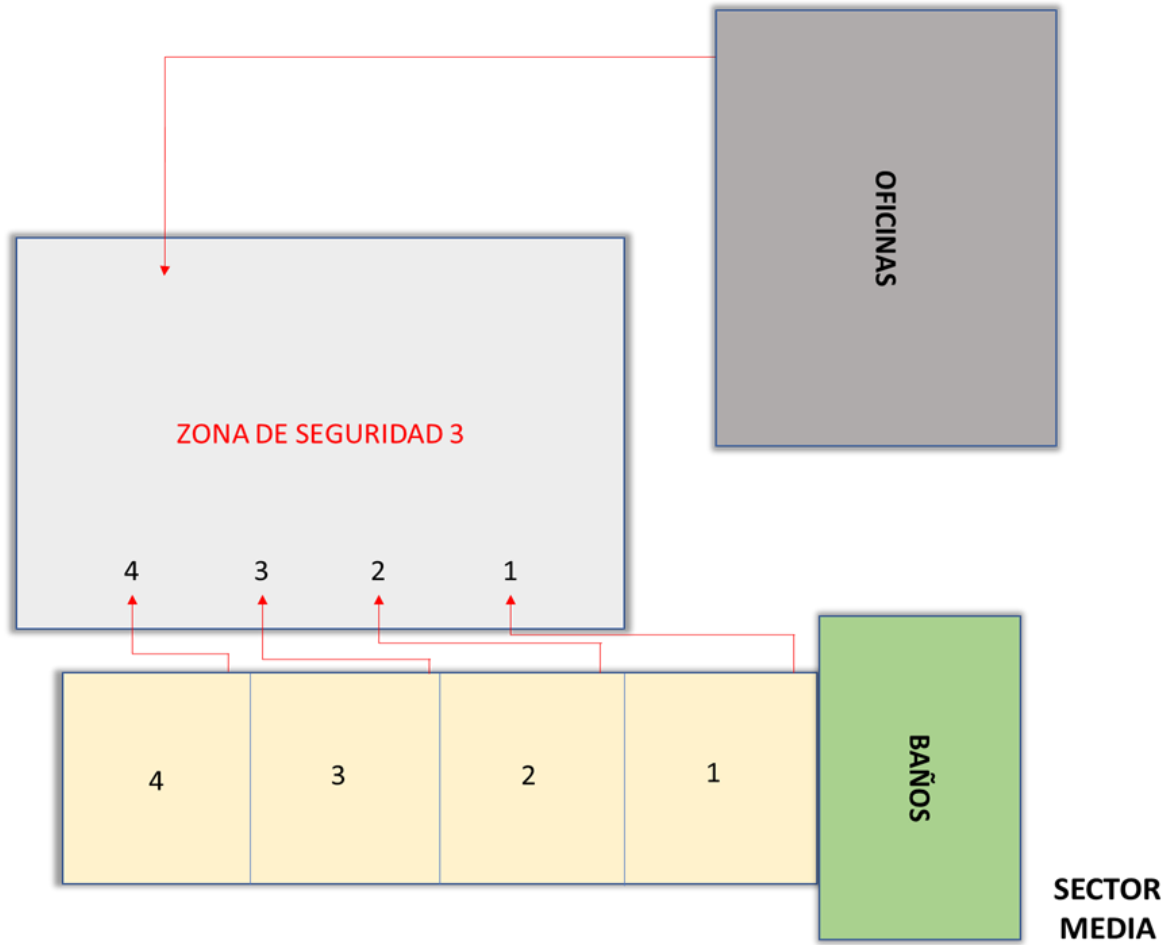 OFICINAS
ZONA DE SEGURIDAD 3
4 3 2 1
4 3 2 1
BAÑOS
SECTOR
MEDIA